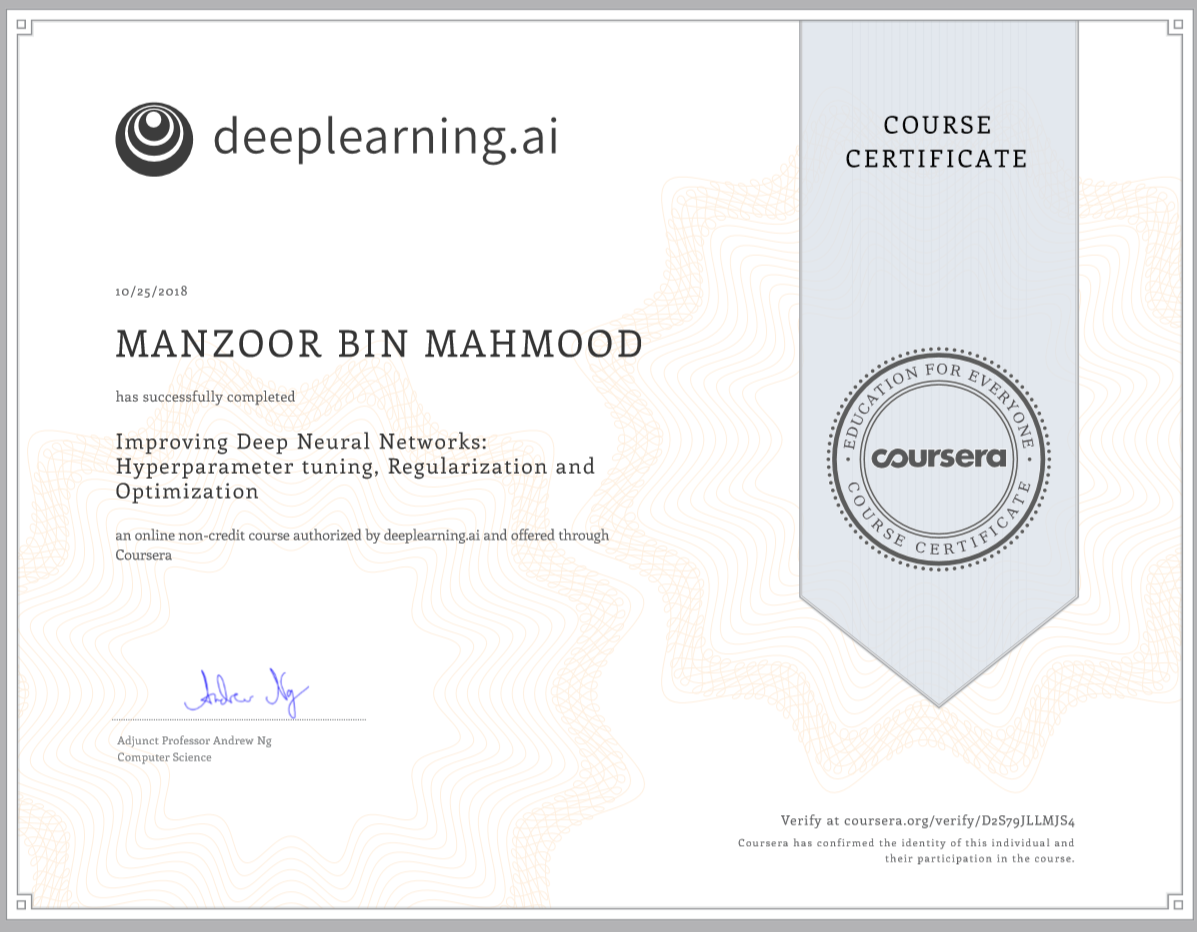 deeplearning.ai
COURSE
CERTIFICATE
10/25/2018
MANZOOR BIN MAHMOOD
has successfully completed
Improving Deep Neural Networks:
Hyperparameter tuning, Regularization and
Optimization
an online non-credit course authorized by deeplearning.ai and offered through
Coursera
EDUCATION FOR EVERYONE
coursera
COURSE CERTIFICATE
Andrew Ng
Adjunct Professor Andrew Ng
Computer Science
Verify at coursera.org/verify/D2S79JLLMJS4
Coursera has confirmed the identity of this individual and
their participation in the course.